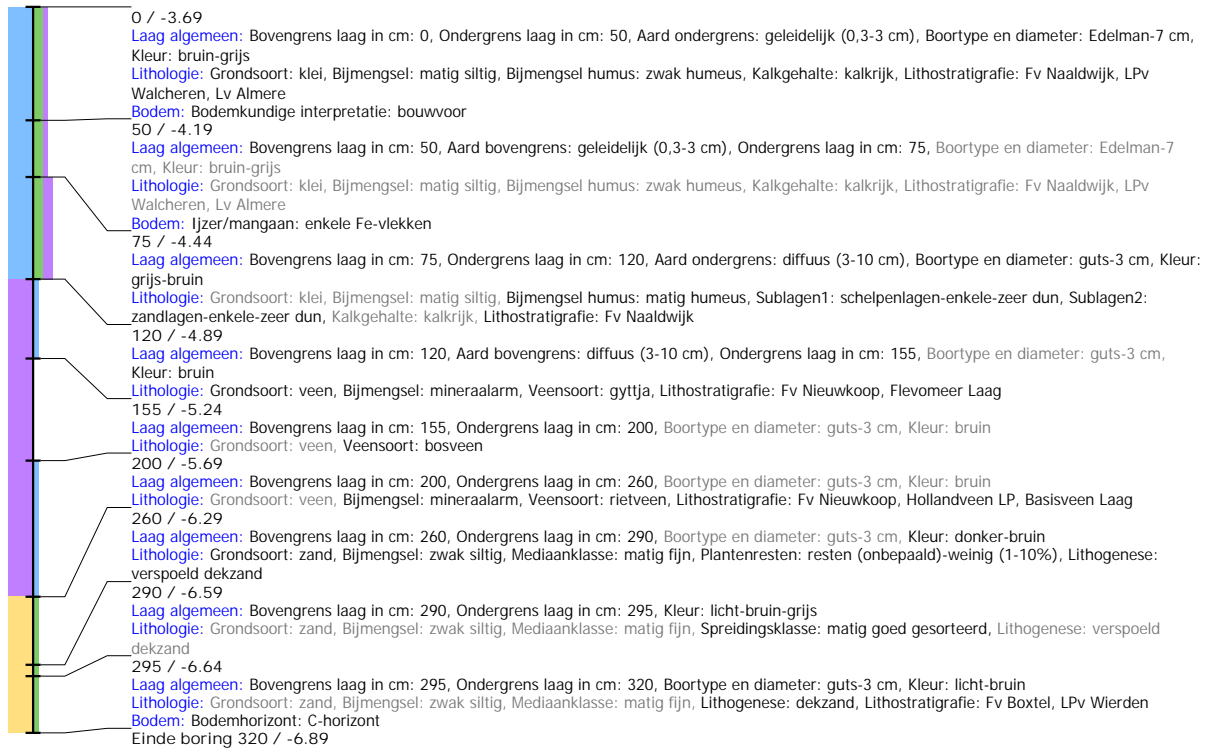 0 / -3.69
Laag algemeen: Bovengrens laag in cm: 0, Ondergrens laag in cm: 50, Aard ondergrens: geleidelijk (0,3-3 cm), Boortype en diameter: Edelman-7 cm,
Kleur: bruin-grijs
Lithologie: Grondsoort: klei, Bijmengsel: matig siltig, Bijmengsel humus: zwak humeus, Kalkgehalte: kalkrijk, Lithostratigrafie: Fv Naaldwijk, LPv
Walcheren, Lv Almere
Bodem: Bodemkundige interpretatie: bouwvoor
50 / -4.19
Laag algemeen: Bovengrens laag in cm: 50, Aard bovengrens: geleidelijk (0,3-3 cm), Ondergrens laag in cm: 75, Boortype en diameter: Edelman-7
cm, Kleur: bruin-grijs
Lithologie: Grondsoort: klei, Bijmengsel: matig siltig, Bijmengsel humus: zwak humeus, Kalkgehalte: kalkrijk, Lithostratigrafie: Fv Naaldwijk, LPv
Walcheren, Lv Almere
Bodem: Ijzer/mangaan: enkele Fe-vlekken
75 / -4.44
Laag algemeen: Bovengrens laag in cm: 75, Ondergrens laag in cm: 120, Aard ondergrens: diffuus (3-10 cm), Boortype en diameter: guts-3 cm, Kleur:
grijs-bruin
Lithologie: Grondsoort: klei, Bijmengsel: matig siltig, Bijmengsel humus: matig humeus, Sublagen1: schelpenlagen-enkele-zeer dun, Sublagen2:
zandlagen-enkele-zeer dun, Kalkgehalte: kalkrijk, Lithostratigrafie: Fv Naaldwijk
120 / -4.89
Laag algemeen: Bovengrens laag in cm: 120, Aard bovengrens: diffuus (3-10 cm), Ondergrens laag in cm: 155, Boortype en diameter: guts-3 cm,
Kleur: bruin
Lithologie: Grondsoort: veen, Bijmengsel: mineraalarm, Veensoort: gyttja, Lithostratigrafie: Fv Nieuwkoop, Flevomeer Laag
155 / -5.24
Laag algemeen: Bovengrens laag in cm: 155, Ondergrens laag in cm: 200, Boortype en diameter: guts-3 cm, Kleur: bruin
Lithologie: Grondsoort: veen, Veensoort: bosveen
200 / -5.69
Laag algemeen: Bovengrens laag in cm: 200, Ondergrens laag in cm: 260, Boortype en diameter: guts-3 cm, Kleur: bruin
Lithologie: Grondsoort: veen, Bijmengsel: mineraalarm, Veensoort: rietveen, Lithostratigrafie: Fv Nieuwkoop, Hollandveen LP, Basisveen Laag
260 / -6.29
Laag algemeen: Bovengrens laag in cm: 260, Ondergrens laag in cm: 290, Boortype en diameter: guts-3 cm, Kleur: donker-bruin
Lithologie: Grondsoort: zand, Bijmengsel: zwak siltig, Mediaanklasse: matig fijn, Plantenresten: resten (onbepaald)-weinig (1-10%), Lithogenese:
verspoeld dekzand
290 / -6.59
Laag algemeen: Bovengrens laag in cm: 290, Ondergrens laag in cm: 295, Kleur: licht-bruin-grijs
Lithologie: Grondsoort: zand, Bijmengsel: zwak siltig, Mediaanklasse: matig fijn, Spreidingsklasse: matig goed gesorteerd, Lithogenese: verspoeld
dekzand
295 / -6.64
Laag algemeen: Bovengrens laag in cm: 295, Ondergrens laag in cm: 320, Boortype en diameter: guts-3 cm, Kleur: licht-bruin
Lithologie: Grondsoort: zand, Bijmengsel: zwak siltig, Mediaanklasse: matig fijn, Lithogenese: dekzand, Lithostratigrafie: Fv Boxtel, LPv Wierden
Bodem: Bodemhorizont: C-horizont
Einde boring 320 / -6.89